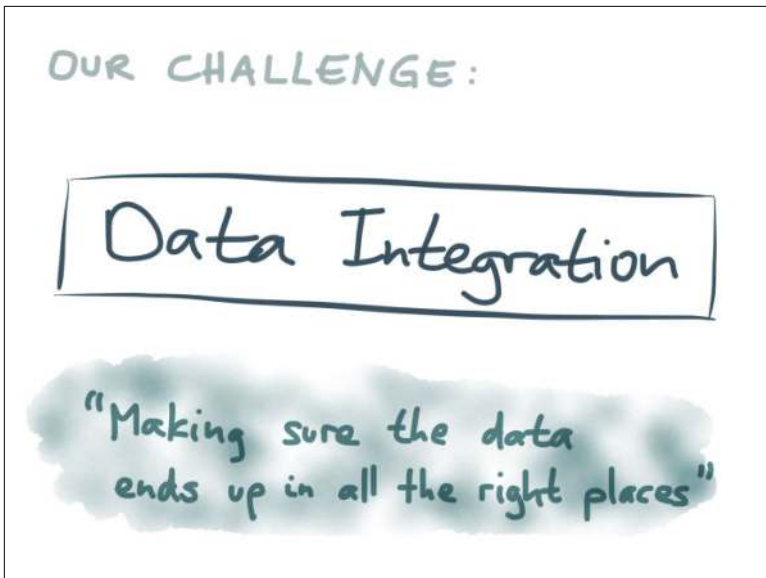 OUR CHALLENGE:
Data Integration
"Making sure the data
ends up in all the right places"